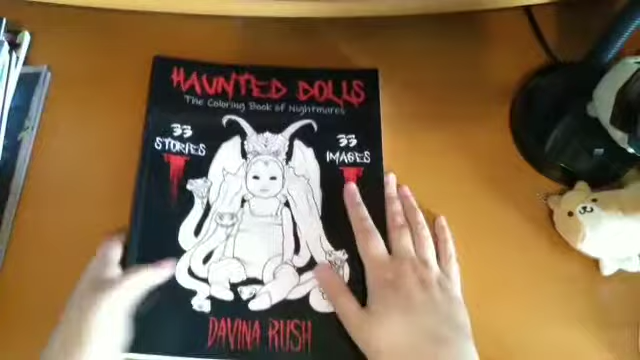 HAUNTED DOLLS
The Coloring Book of Nightmares
33
STORIES
33
IMAGES
DAVINA RUSH